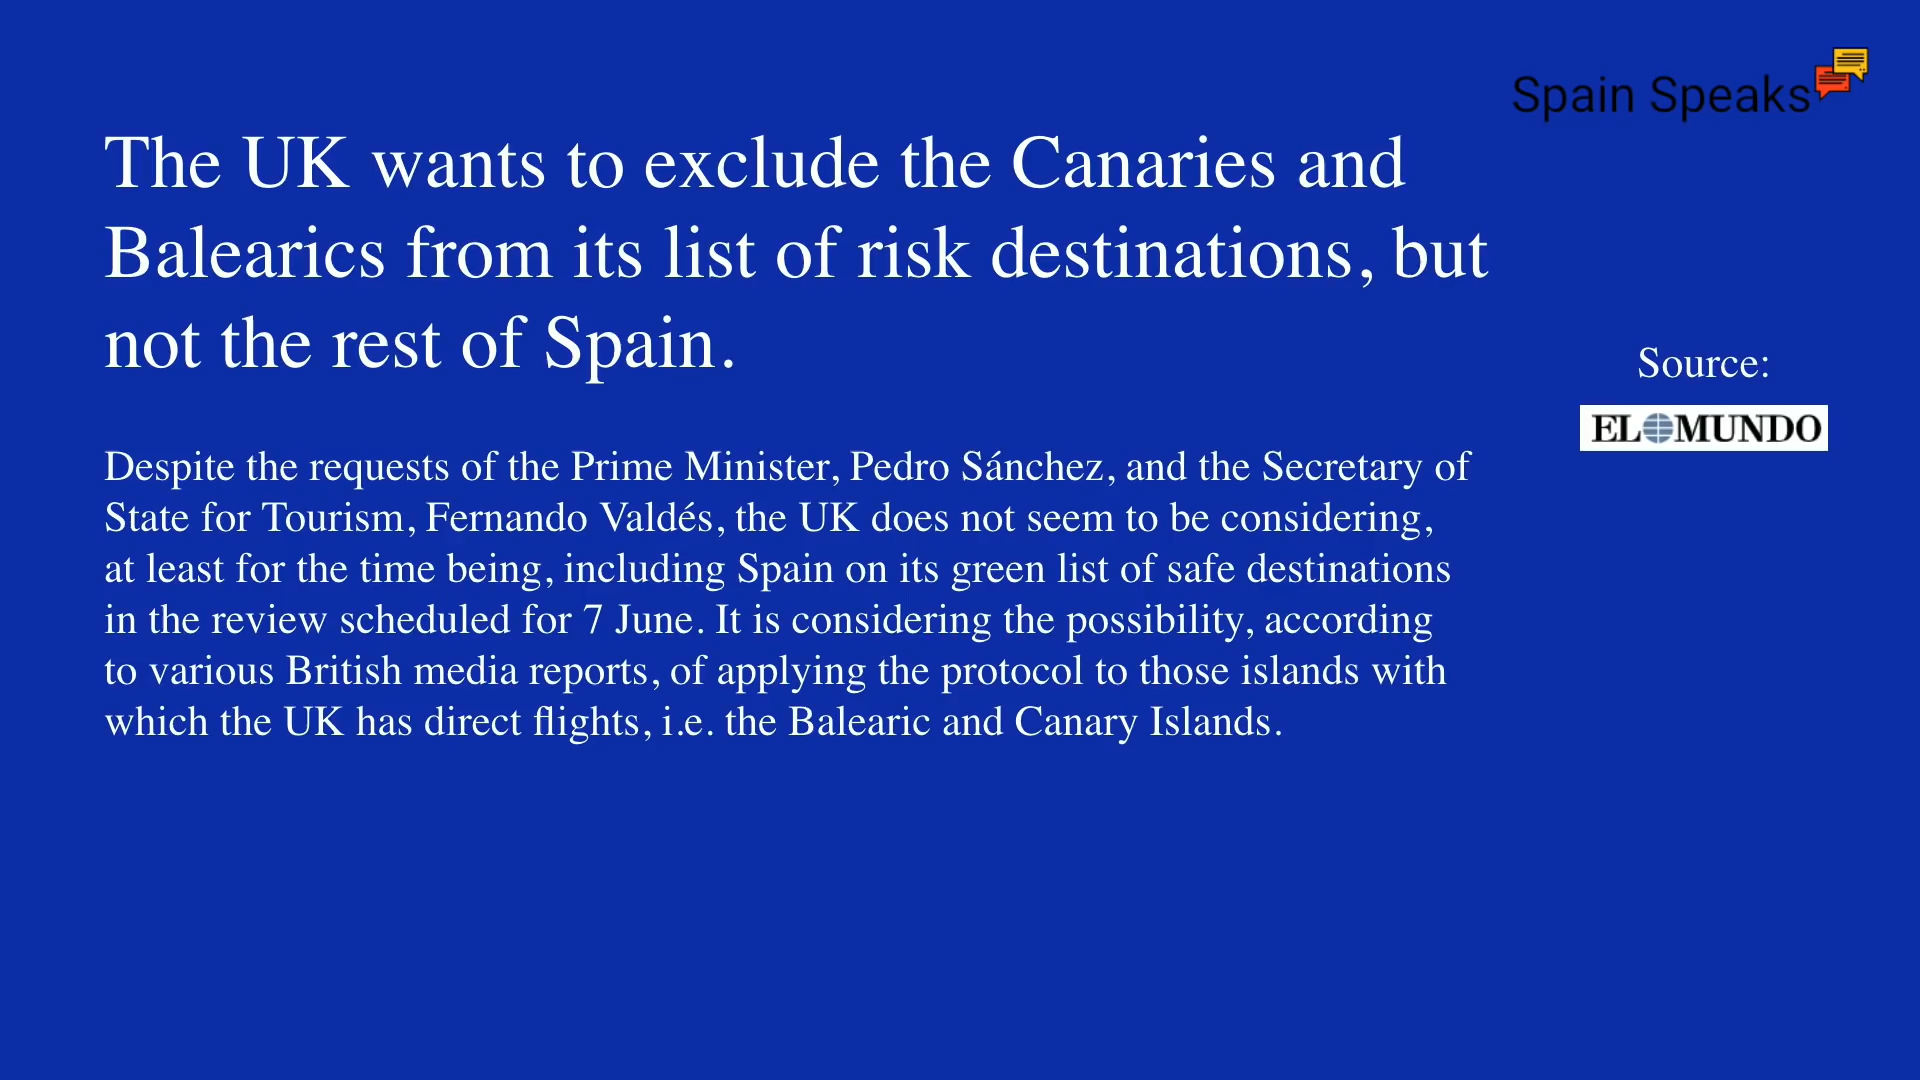 Spain Speaks
The UK wants to exclude the Canaries and
Balearics from its list of risk destinations, but
not the rest of Spain.
Source:
EL MUNDO
Despite the requests of the Prime Minister, Pedro Sánchez, and the Secretary of
State for Tourism, Fernando Valdés, the UK does not seem to be considering,
at least for the time being, including Spain on its green list of safe destinations
in the review scheduled for 7 June. It is considering the possibility, according
to various British media reports, of applying the protocol to those islands with
which the UK has direct flights, i.e. the Balearic and Canary Islands.